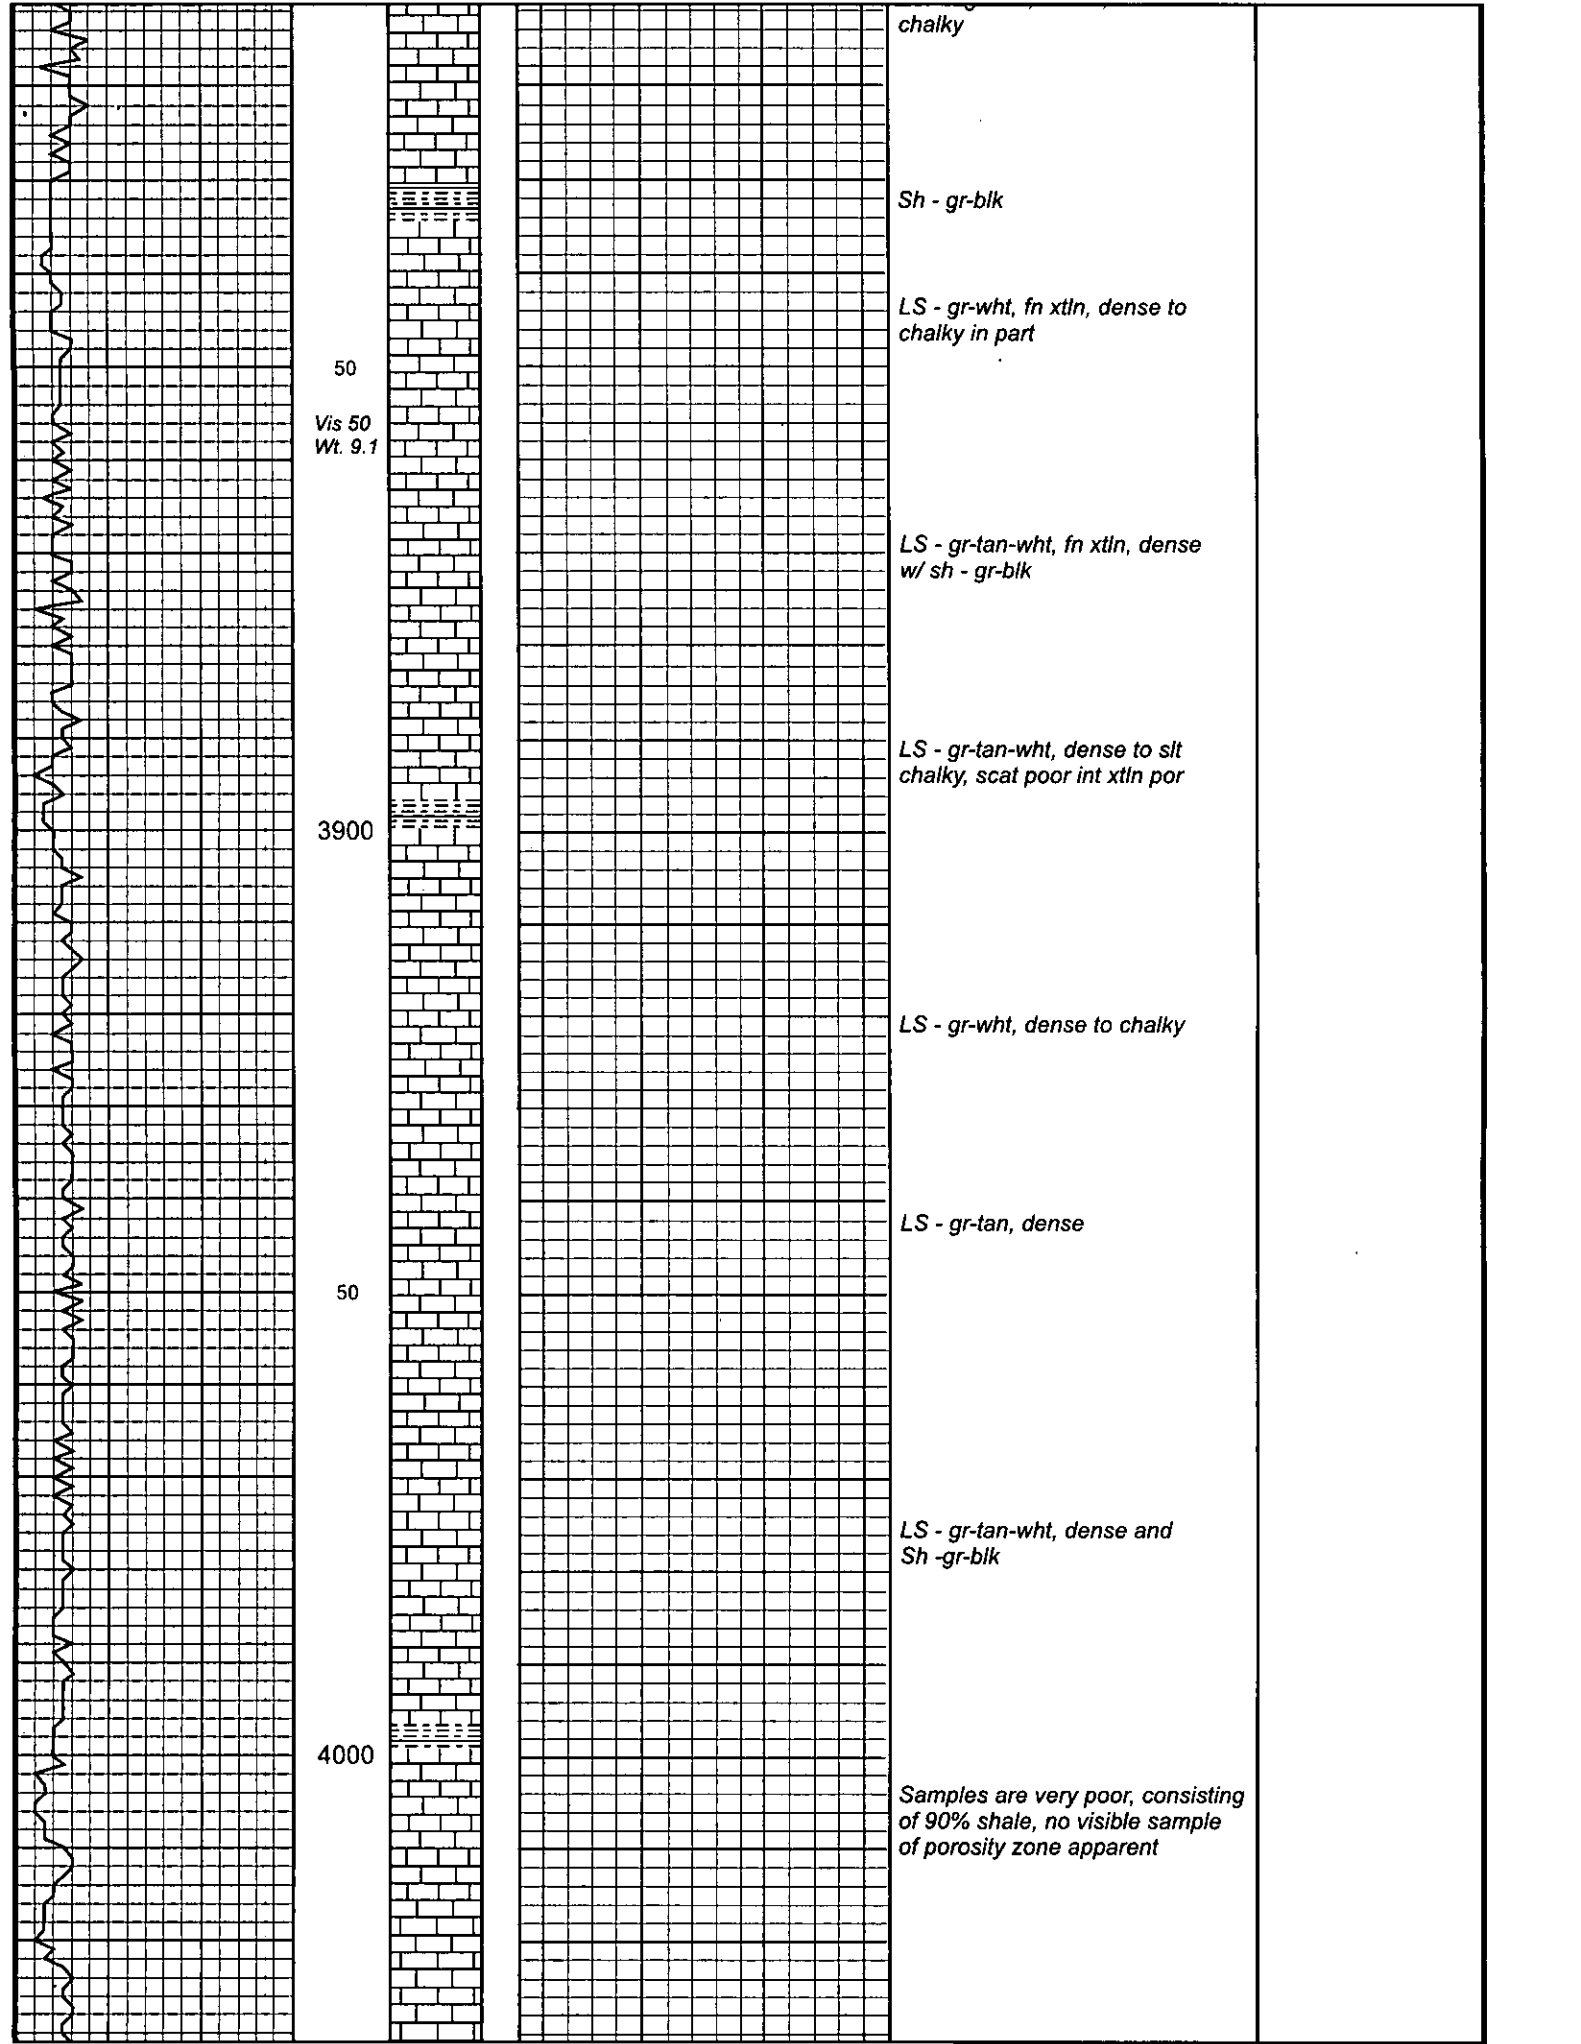 chalky
Sh - gr-blk
LS - gr-wht, fn xtln, dense to
chalky in part
50
Vis 50
Wt. 9.1
LS - gr-tan-wht, fn xtln, dense
w/ sh - gr-blk
LS - gr-tan-wht, dense to slt
chalky, scat poor int xtln por
3900
LS - gr-wht, dense to chalky
LS - gr-tan, dense
50
LS - gr-tan-wht, dense and
Sh -gr-blk
4000
Samples are very poor, consisting
of 90% shale, no visible sample
of porosity zone apparent